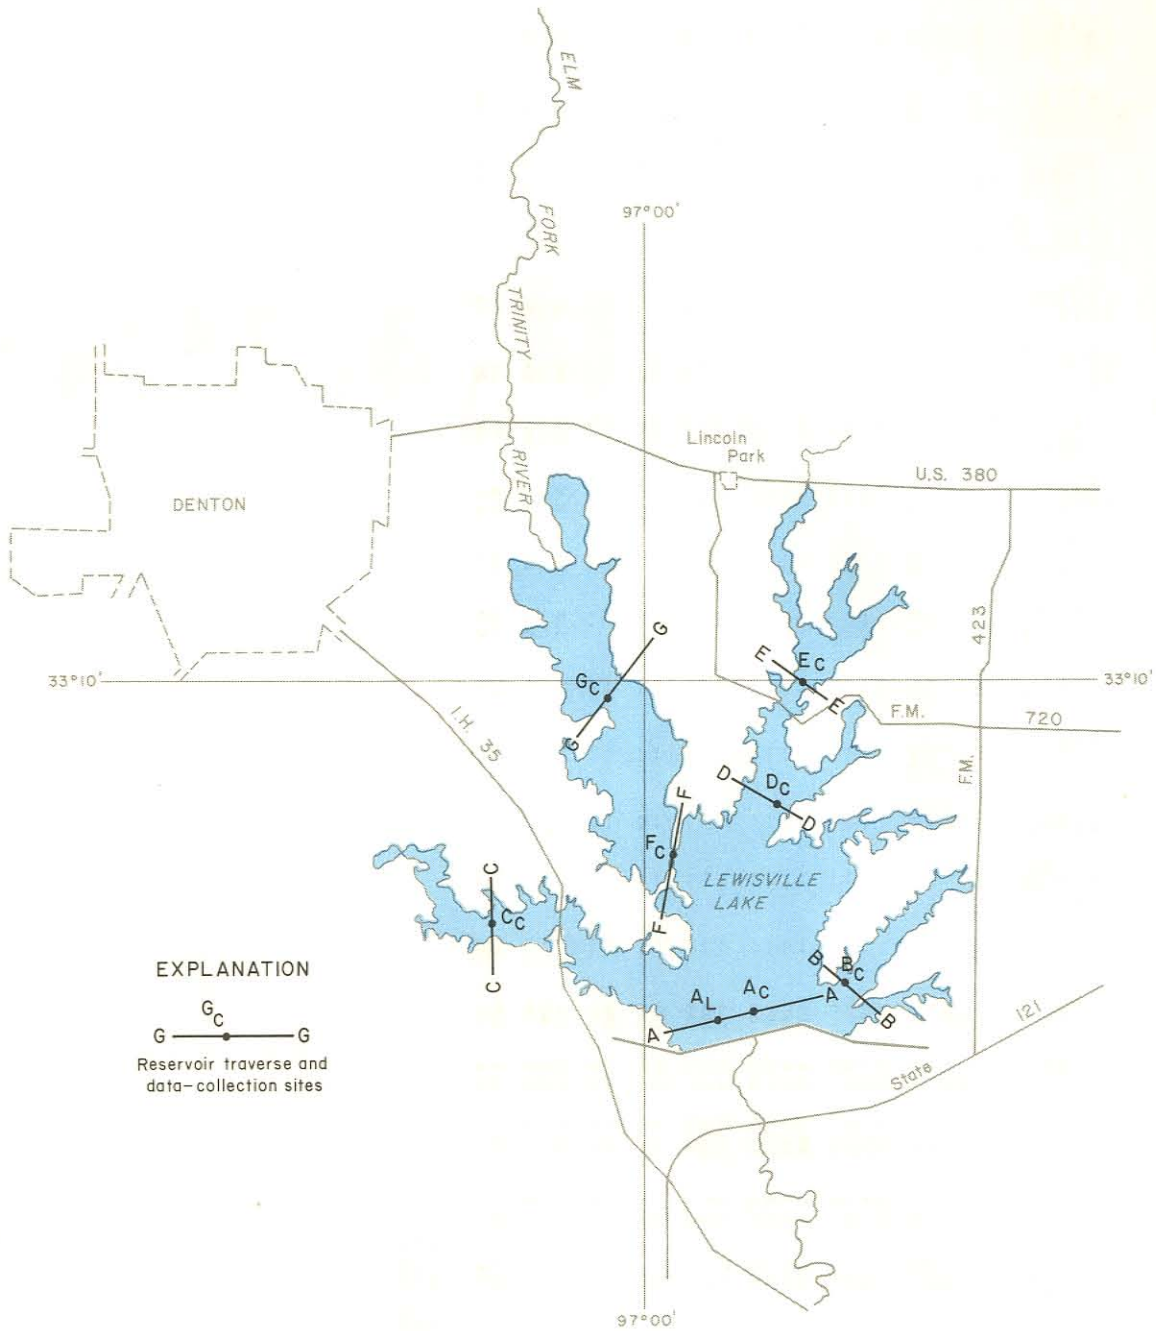 ELM
FORK
97°00'
TRINITY
Lincoln
Park
RIVER
U.S. 380
DENTON
423
G
E
EC
33°10'
33°10'
GC
E
F.M.
720
I.H. 35
G
F.M.
D
DC
F
D
FC
C
LEWISVILLE
LAKE
CC
F
B
BC
EXPLANATION
C
AL
AC
A
GC
B
121
G
G
A
Reservoir traverse and
data-collection sites
State
97°00'